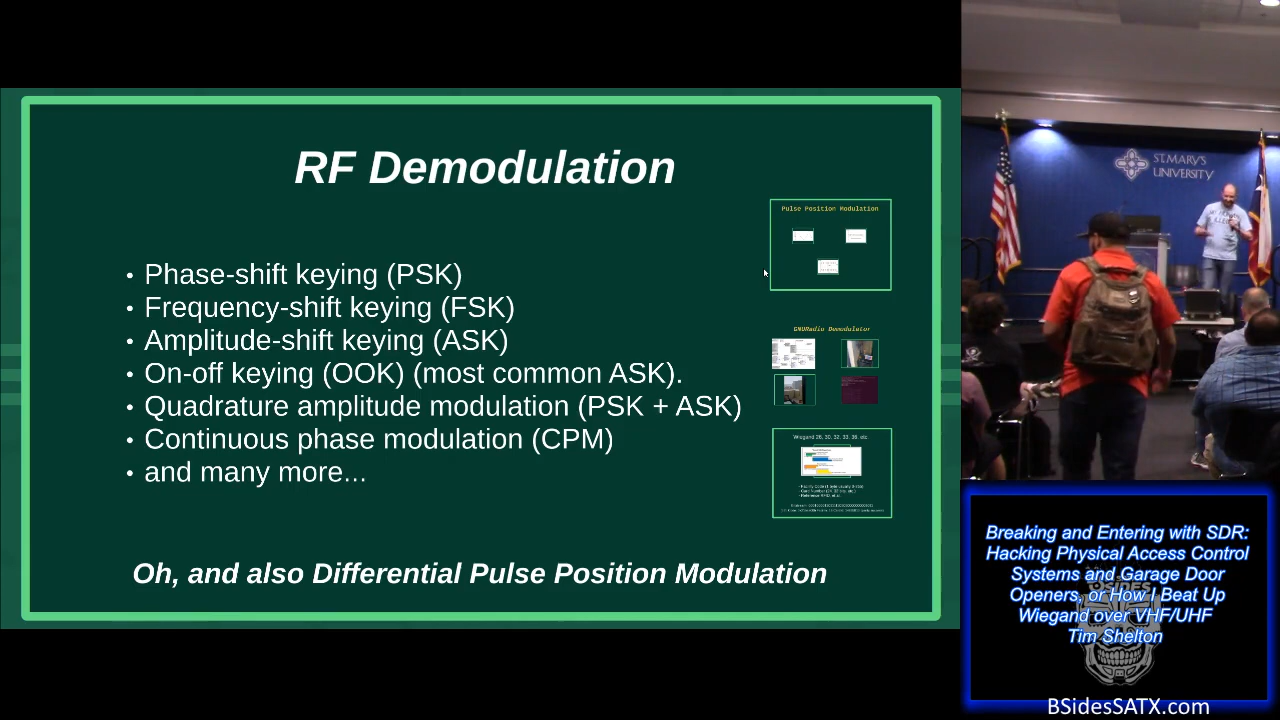 RF Demodulation
• Phase-shift keying (PSK)
• Frequency-shift keying (FSK)
• Amplitude-shift keying (ASK)
• On-off keying (OOK) (most common ASK).
• Quadrature amplitude modulation (PSK + ASK)
• Continuous phase modulation (CPM)
and many more...
Oh, and also Differential Pulse Position Modulation
Pulse Position Modulation
GNURadio Demodulator
Wiegand 26, 30, 32, 33, 36, etc.
ST. MARY'S
UNIVERSITY
Breaking and Entering with SDR:
Hacking Physical Access Control
Systems and Garage Door
Openers, or How I Beat Up
Wiegand over VHF/UHF
Tim Shelton
BSIDES
BSidesSATX.com